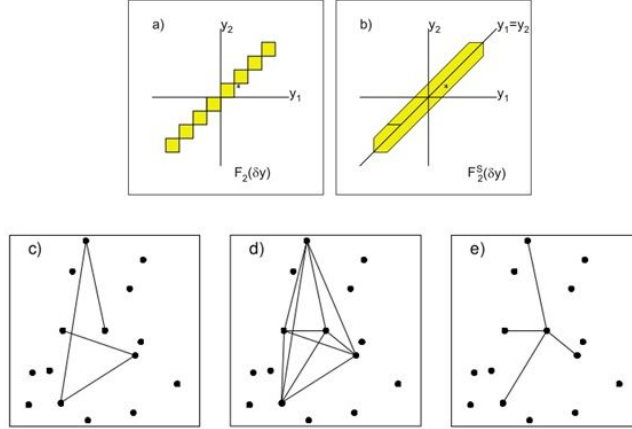 a)
y₂
y₁
F₂(δy)
b)
y₂
y₁=y₂
x
y₁
F₂ˢ(δy)
c)
d)
e)